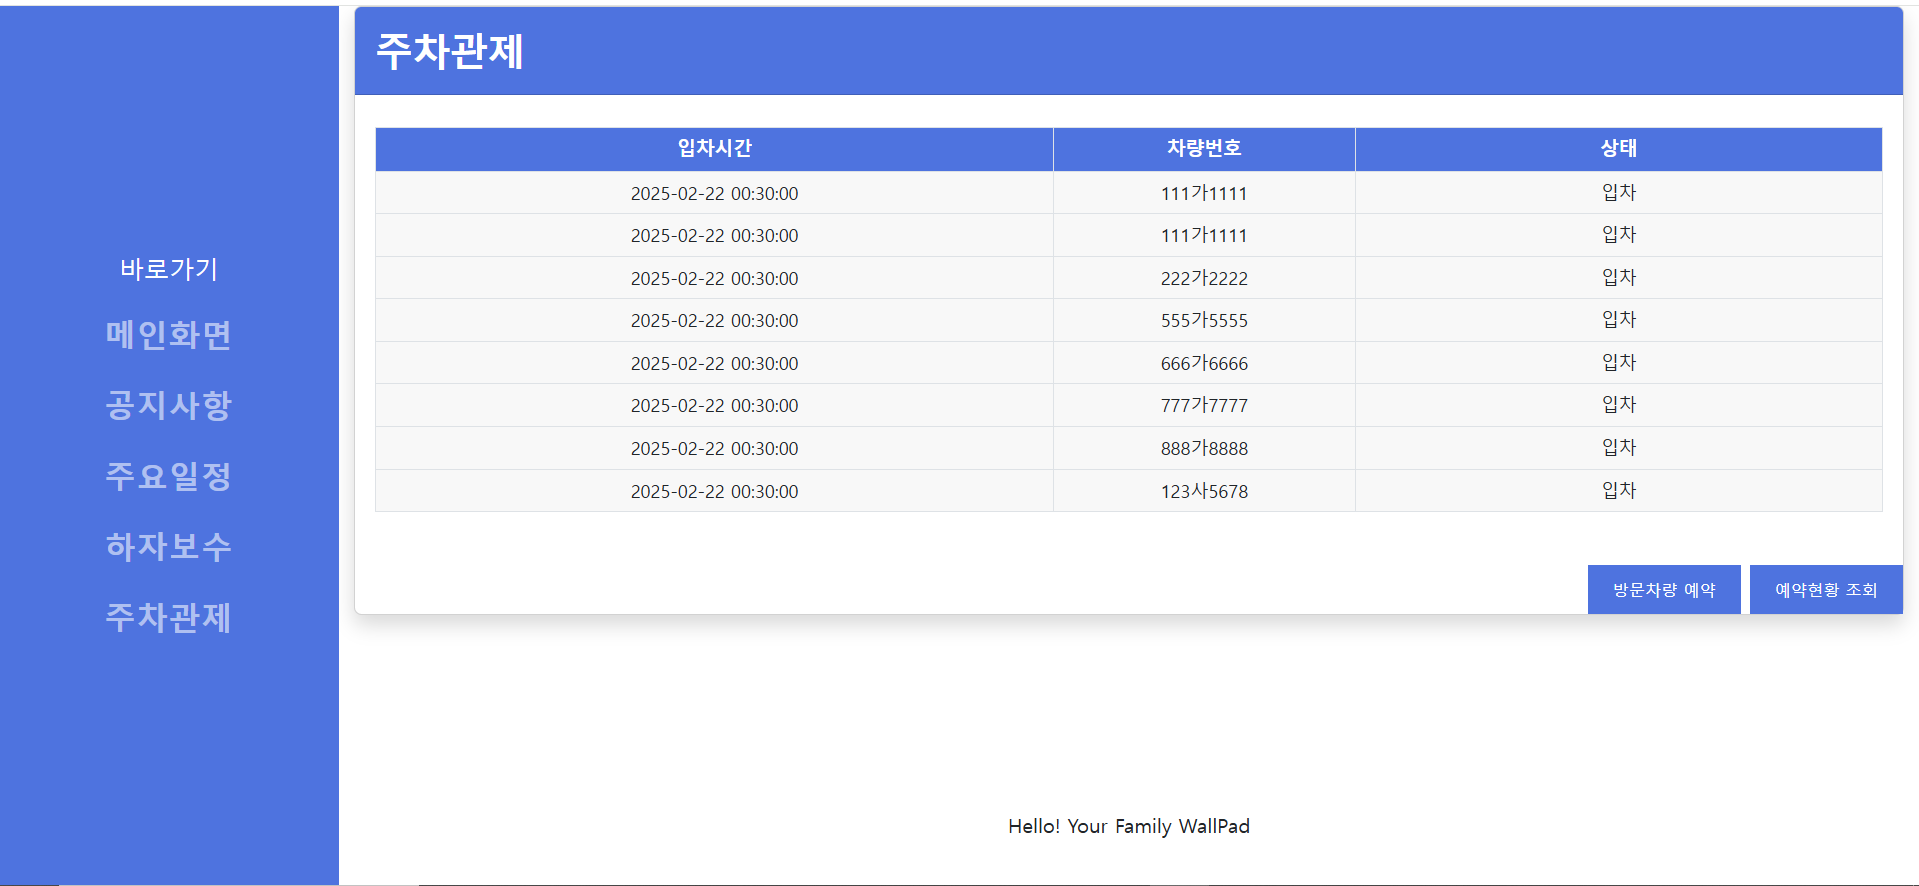 바로가기
메인화면
공지사항
주요일정
하자보수
주차관제
주차관제
입차시간 차량번호 상태
2025-02-22 00:30:00 111가1111 입차
2025-02-22 00:30:00 111가1111 입차
2025-02-22 00:30:00 222가2222 입차
2025-02-22 00:30:00 555가5555 입차
2025-02-22 00:30:00 666가6666 입차
2025-02-22 00:30:00 777가7777 입차
2025-02-22 00:30:00 888가8888 입차
2025-02-22 00:30:00 123사5678 입차
방문차량 예약 예약현황 조회
Hello! Your Family WallPad